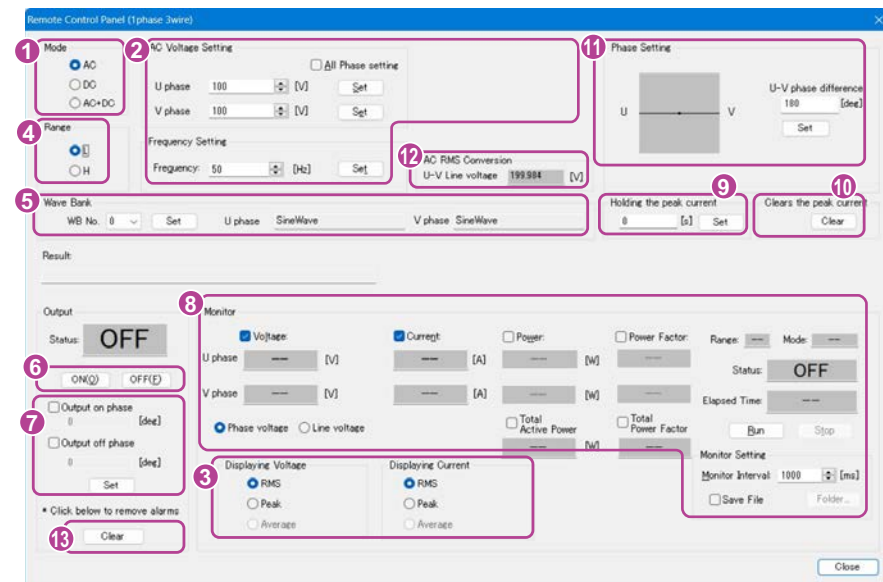 Remote Control Panel (1phase 3wire)
1 Mode
AC
DC
AC+DC
2 AC Voltage Setting
All Phase setting
U phase 100 [V] Set
V phase 100 [V] Set
Frequency Setting
Frequency: 50 [Hz] Set
11 Phase Setting
U V
U-V phase difference
180 [deg]
Set
4 Range
L
H
12 AC RMS Conversion
U-V Line voltage 199.984 [V]
5 Wave Bank
WB No. 0 Set U phase SineWave V phase SineWave
9
Holding the peak current
0 [s] Set
10
Clears the peak current
Clear
Result:
Output
Status: OFF
6
ON(O) OFF(F)
7
Output on phase
0 [deg]
Output off phase
0 [deg]
Set
* Click below to remove alarms
13 Clear
8
Monitor
Voltage: Current: Power: Power Factor:
U phase -- [V] -- [A] -- [W] --
V phase -- [V] -- [A] -- [W] --
Phase voltage Line voltage
Total Active Power
-- [W]
Total Power Factor
--
Range: -- Mode: --
Status: OFF
Elapsed Time: --
Run Stop
Monitor Setting
Monitor Interval 1000 [ms]
Save File Folder...
3
Displaying Voltage
RMS
Peak
Average
Displaying Current
RMS
Peak
Average
Close